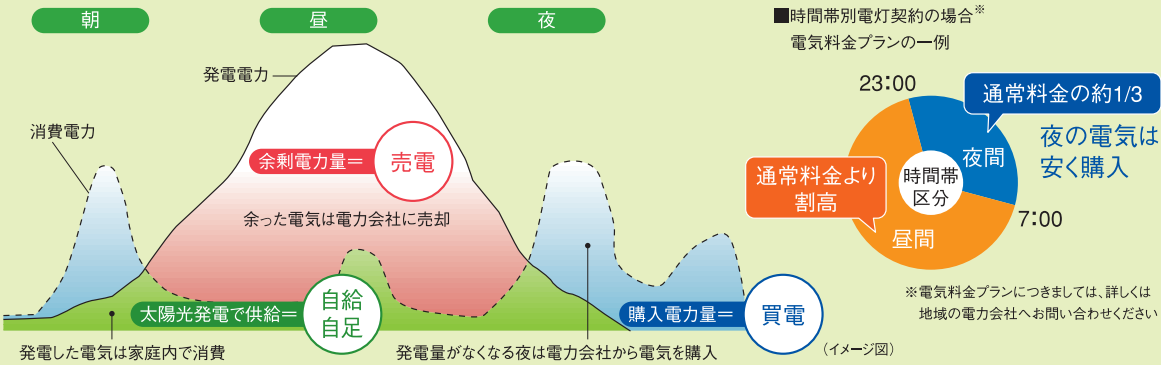 朝
昼
夜
発電電力
消費電力
余剰電力量＝
売電
余った電気は電力会社に売却
太陽光発電で供給＝
自給
自足
購入電力量＝
買電
発電した電気は家庭内で消費
発電量がなくなる夜は電力会社から電気を購入
（イメージ図）
■時間帯別電灯契約の場合※
電気料金プランの一例
23：00
通常料金の約1/3
夜の電気は
安く購入
夜間
時間帯
区分
通常料金より
割高
7：00
昼間
※電気料金プランにつきましては、詳しくは
地域の電力会社へお問い合わせください